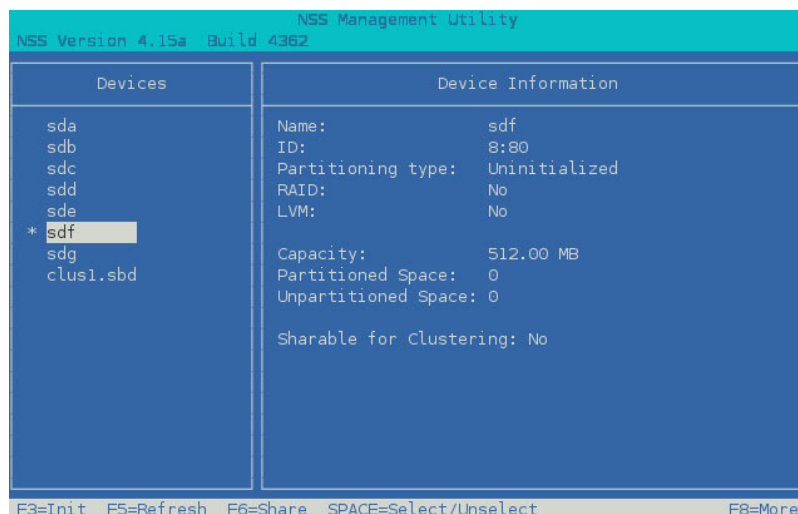 NSS Management Utility
NSS Version 4.15a Build 4362
Devices
sda
sdb
sdc
sdd
sde
* sdf
sdg
clus1.sbd
Device Information
Name: sdf
ID: 8:80
Partitioning type: Uninitialized
RAID: No
LVM: No
Capacity: 512.00 MB
Partitioned Space: 0
Unpartitioned Space: 0
Sharable for Clustering: No
F3=Init F5=Refresh F6=Share SPACE=Select/Unselect F8=More